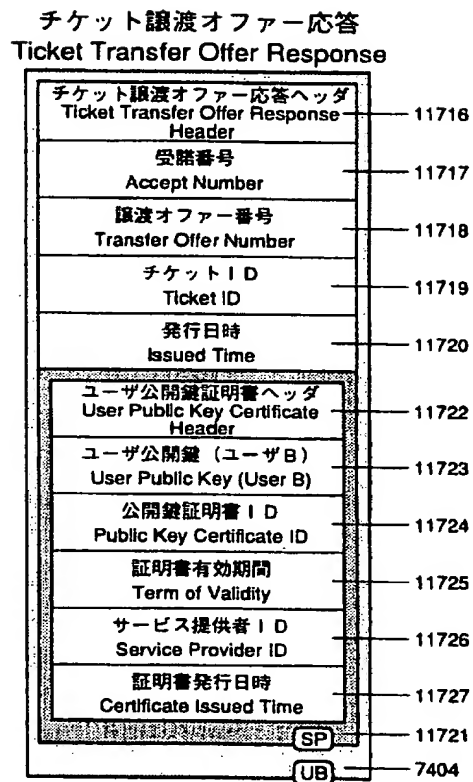 チケット譲渡オファー応答
Ticket Transfer Offer Response
チケット譲渡オファー応答ヘッダ
Ticket Transfer Offer Response
Header
11716
受諾番号
Accept Number
11717
譲渡オファー番号
Transfer Offer Number
11718
チケットID
Ticket ID
11719
発行日時
Issued Time
11720
ユーザ公開鍵証明書ヘッダ
User Public Key Certificate
Header
11722
ユーザ公開鍵（ユーザB）
User Public Key (User B)
11723
公開鍵証明書ID
Public Key Certificate ID
11724
証明書有効期間
Term of Validity
11725
サービス提供者ID
Service Provider ID
11726
証明書発行日時
Certificate Issued Time
11727
SP
11721
UB
7404